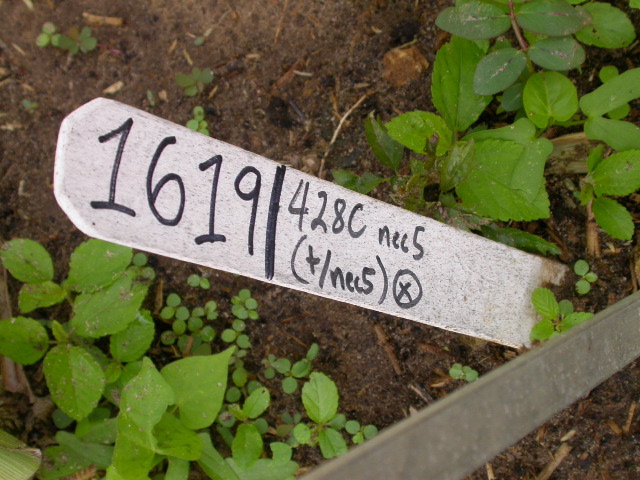 1619 | 428C nec5
(+/nec5) ⊗